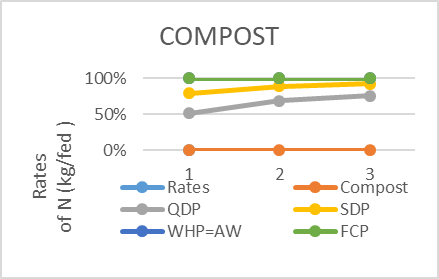 COMPOST
100%
50%
0%
1 2 3
Rates
of N (kg/fed )
Rates Compost
QDP SDP
WHP=AW FCP